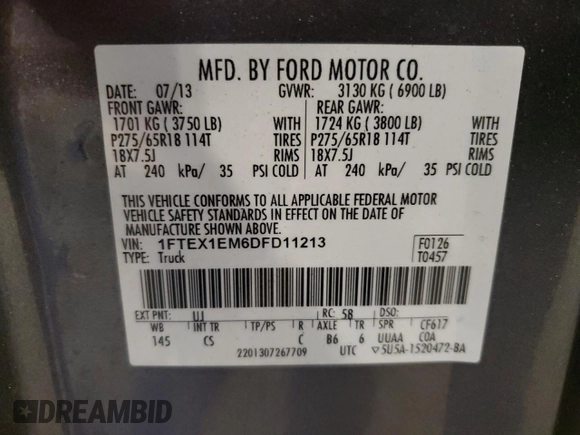 MFD. BY FORD MOTOR CO.
DATE: 07/13 GVWR: 3130 KG ( 6900 LB)
FRONT GAWR: REAR GAWR:
1701 KG ( 3750 LB) WITH 1724 KG ( 3800 LB) WITH
P275/65R18 114T TIRES P275/65R18 114T TIRES
18X7.5J RIMS 18X7.5J RIMS
AT 240 kPa/ 35 PSI COLD AT 240 kPa/ 35 PSI COLD
THIS VEHICLE CONFORMS TO ALL APPLICABLE FEDERAL MOTOR
VEHICLE SAFETY STANDARDS IN EFFECT ON THE DATE OF MANUFACTURE
SHOWN ABOVE.
VIN: 1FTEX1EM6DFD11213 F0126
TYPE: Truck T0457
EXT PNT: UJ RC: 58 DSO:
WB INT TR TP/PS R AXLE TR SPR CF617
145 CS C B6 6 UUAA COA
2201307267709 UTC ▽5U5A-1520472-BA
DREAMBID